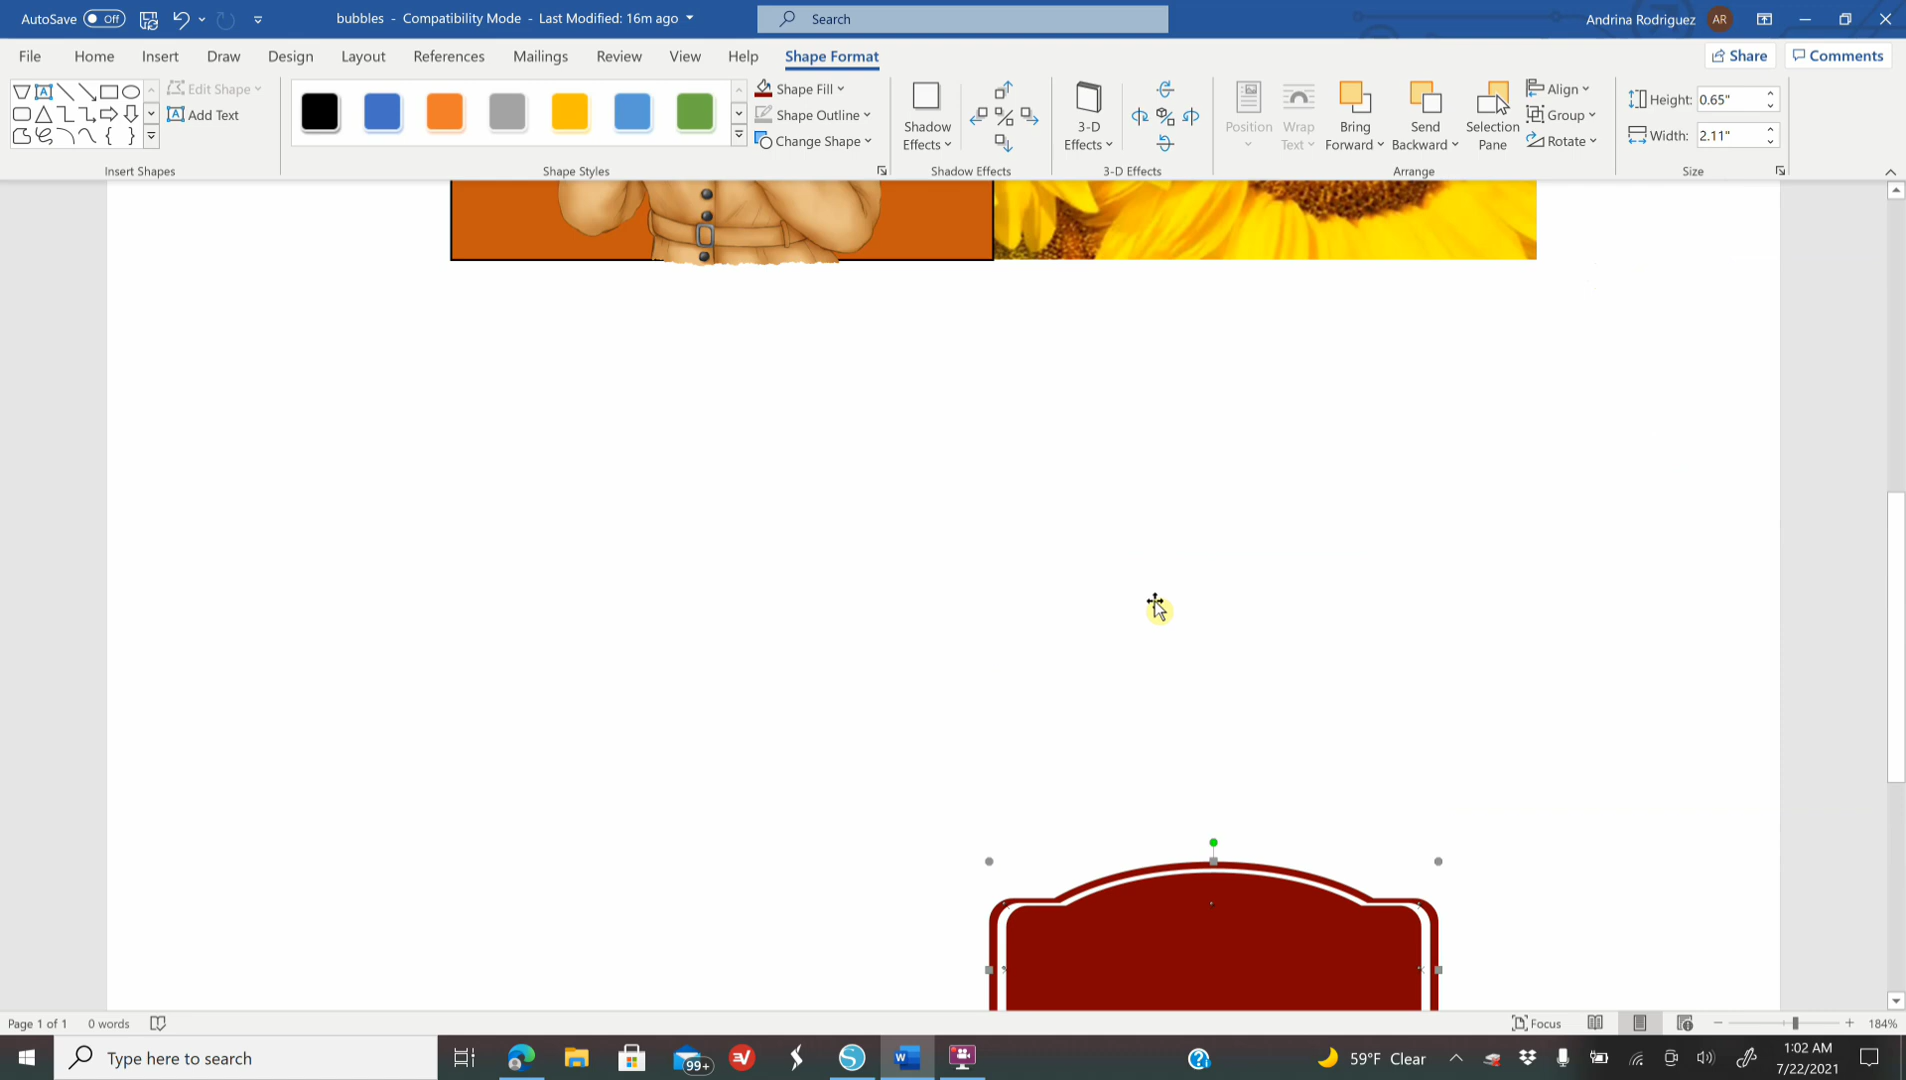 AutoSave Off bubbles - Compatibility Mode - Last Modified: 16m ago Search Andrina Rodriguez AR
File Home Insert Draw Design Layout References Mailings Review View Help Shape Format Share Comments
Edit Shape
Add Text
Insert Shapes
Shape Fill
Shape Outline
Change Shape
Shape Styles
Shadow Effects
Shadow Effects
3-D Effects
3-D Effects
Position
Wrap Text
Bring Forward
Send Backward
Selection Pane
Align
Group
Rotate
Arrange
Height: 0.65"
Width: 2.11"
Size
Page 1 of 1 0 words Focus 184%
Type here to search 99+ 59°F Clear 1:02 AM
7/22/2021